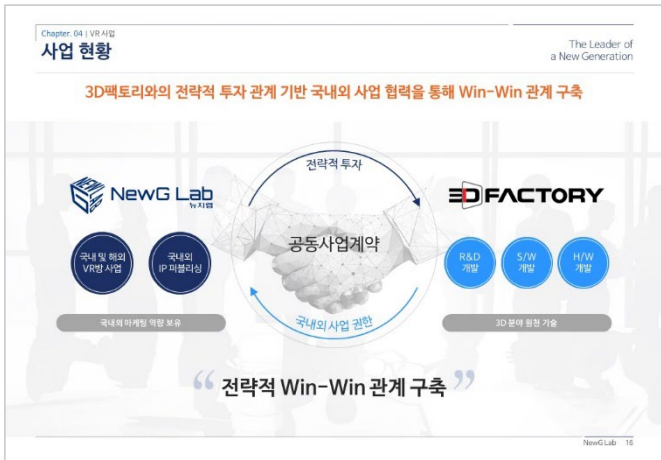 Chapter. 04 | VR 사업
사업 현황
The Leader of
a New Generation
3D팩토리와의 전략적 투자 관계 기반 국내외 사업 협력을 통해 Win-Win 관계 구축
NewG Lab
뉴지랩
국내 및 해외
VR방 사업
국내외
IP 퍼블리싱
국내외 마케팅 역량 보유
전략적 투자
공동사업계약
국내외 사업 권한
3D FACTORY
R&D
개발
S/W
개발
H/W
개발
3D 분야 원천 기술
“ 전략적 Win-Win 관계 구축 ”
NewG Lab 16